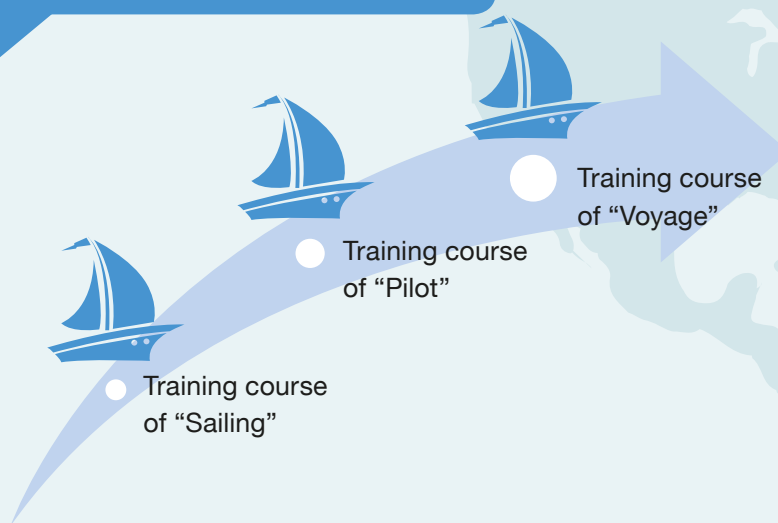 Training course
of “Voyage”
Training course
of “Pilot”
Training course
of “Sailing”